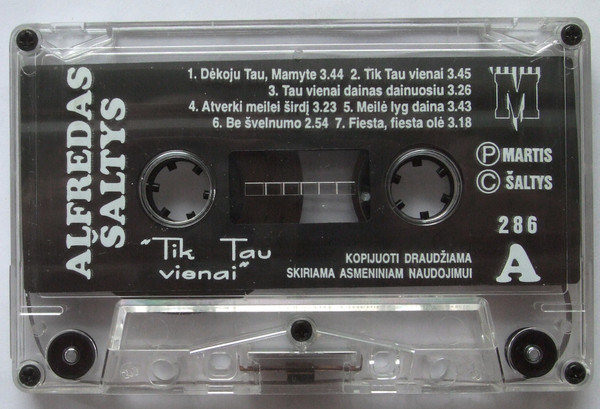 ALFREDAS
ŠALTYS
1. Dėkoju Tau, Mamyte 3.44 2. Tik Tau vienai 3.45
3. Tau vienai dainas dainuosiu 3.26
4. Atverki meilei širdį 3.23 5. Meilė lyg daina 3.43
6. Be švelnumo 2.54 7. Fiesta, fiesta olė 3.18
M
Ⓟ MARTIS
© ŠALTYS
286
A
"Tik Tau
vienai"
KOPIJUOTI DRAUDŽIAMA
SKIRIAMA ASMENINIAM NAUDOJIMUI